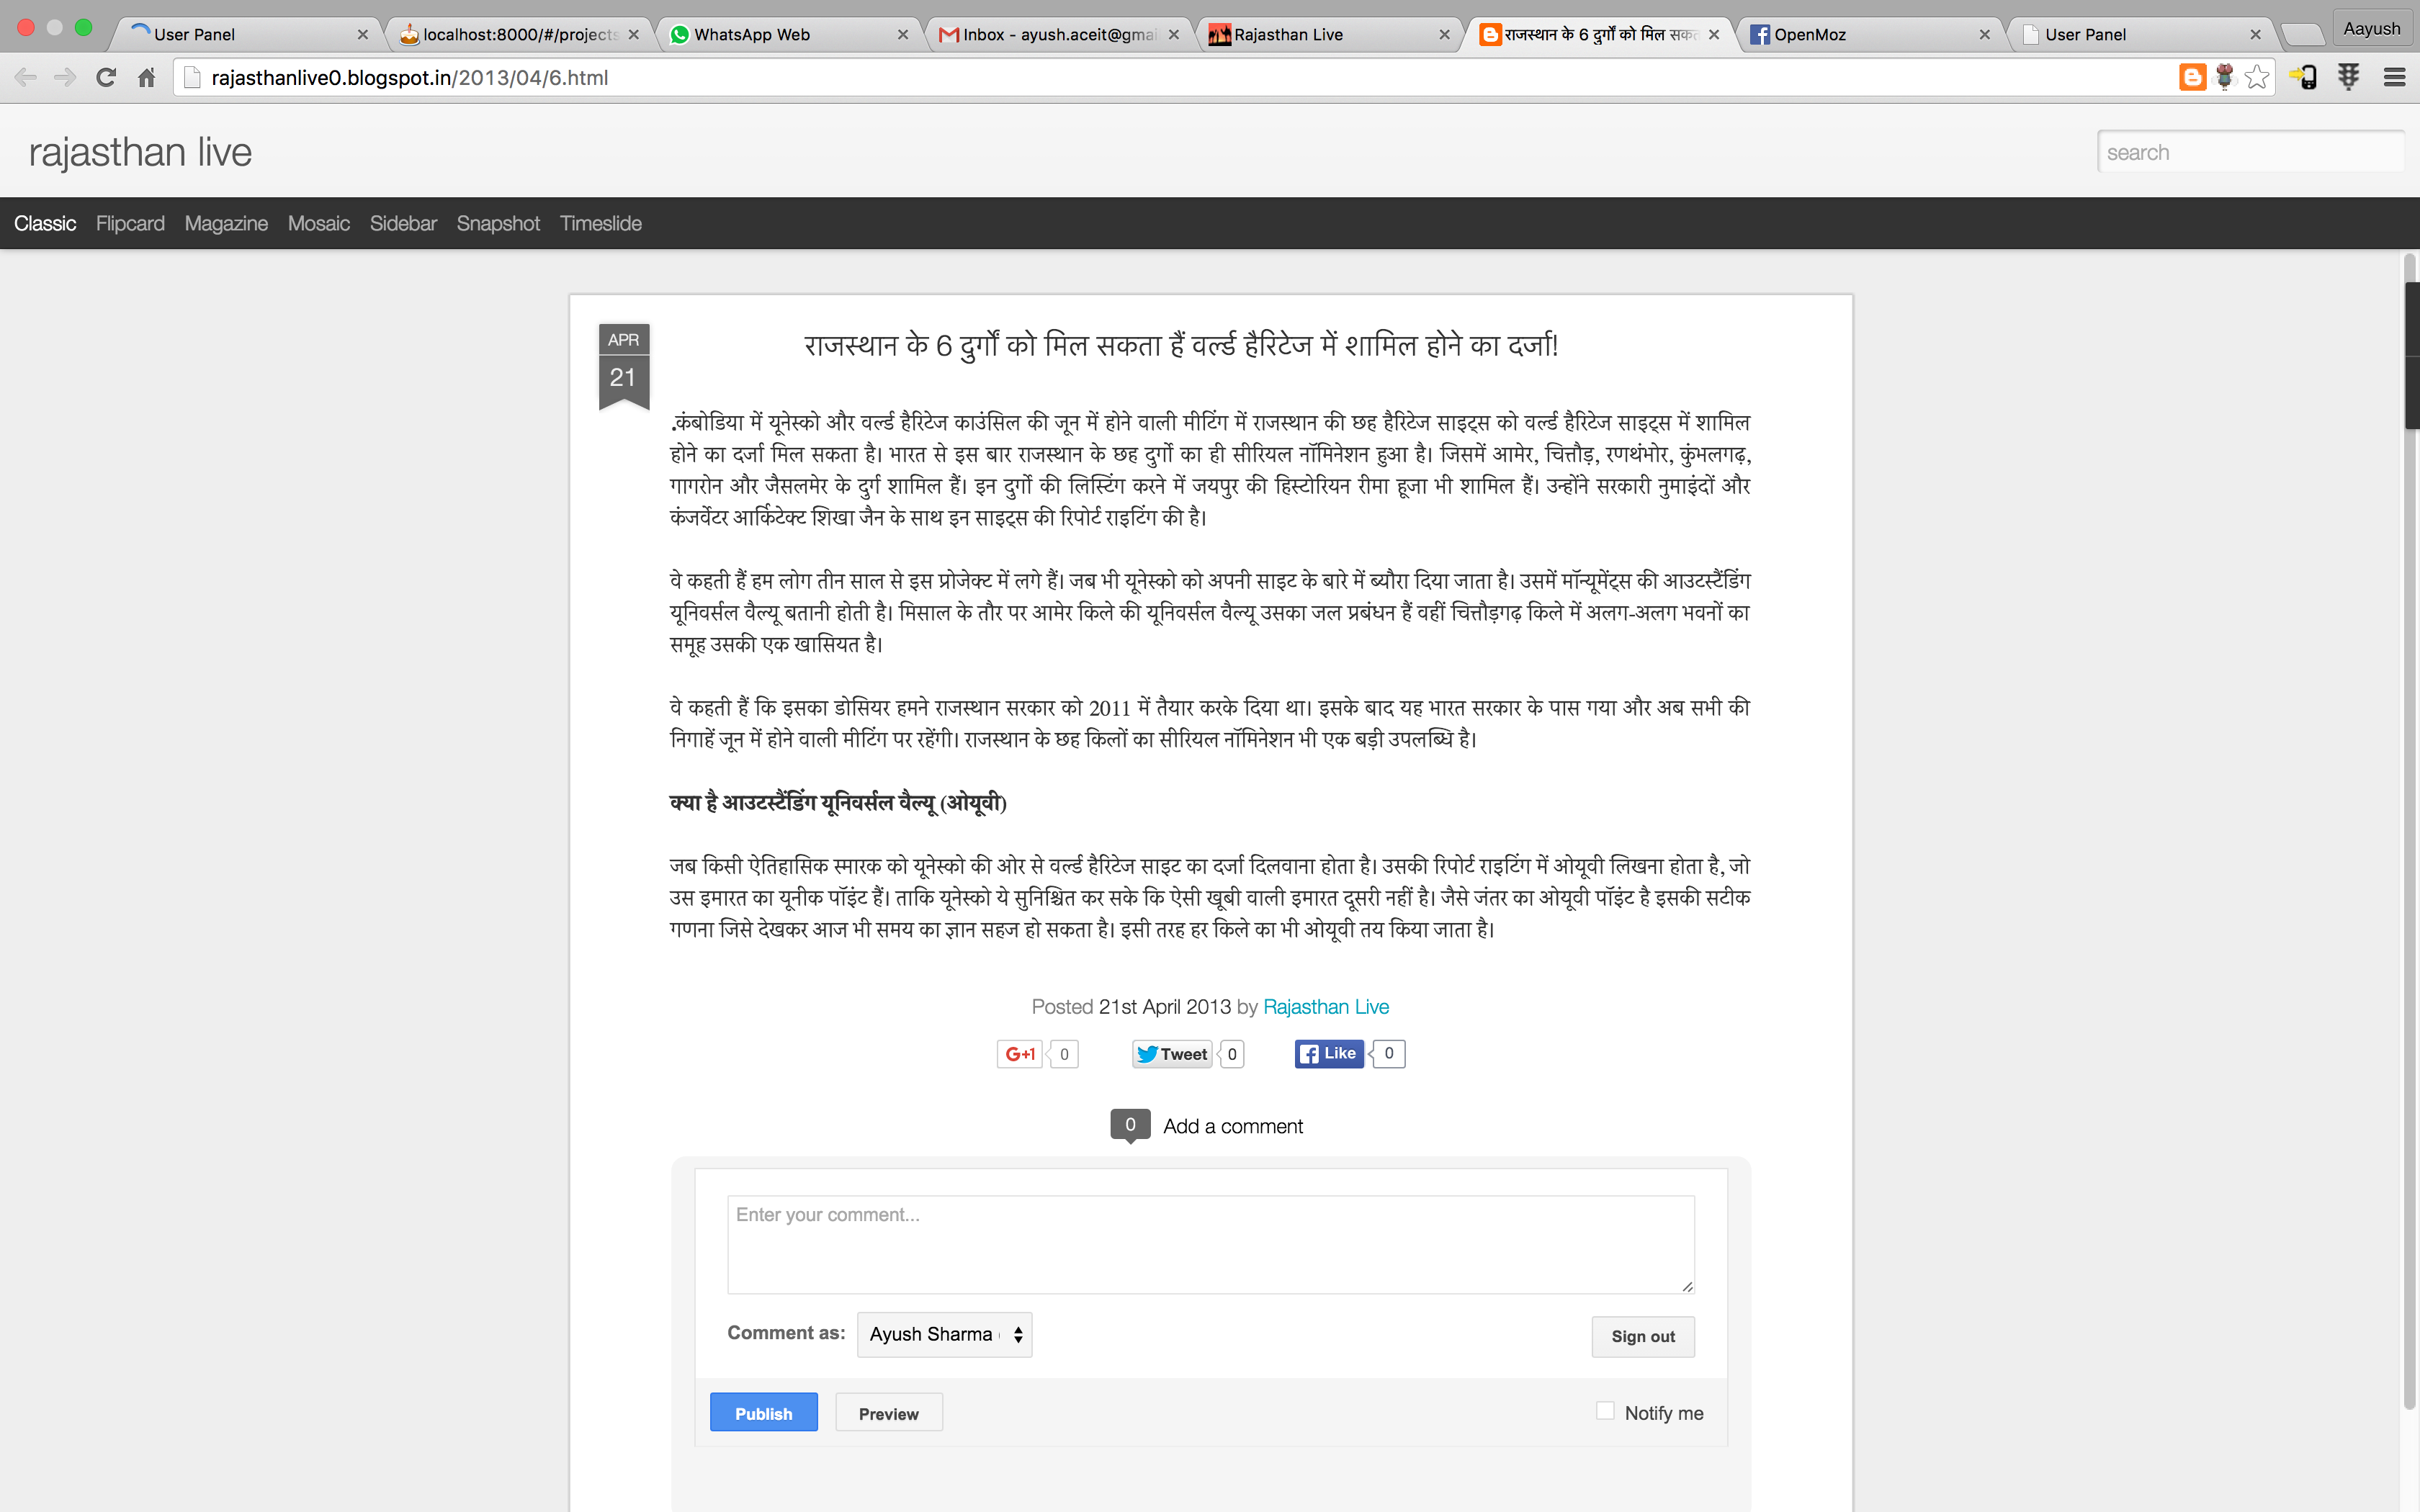 User Panel
localhost:8000/#/projects
WhatsApp Web
Inbox - ayush.aceit@gmai
Rajasthan Live
राजस्थान के 6 दुर्गों को मिल सकत
OpenMoz
User Panel
Aayush
rajasthanlive0.blogspot.in/2013/04/6.html
rajasthan live
search
Classic Flipcard Magazine Mosaic Sidebar Snapshot Timeslide
APR
21
राजस्थान के 6 दुर्गों को मिल सकता हैं वर्ल्ड हैरिटेज में शामिल होने का दर्जा!
.कंबोडिया में यूनेस्को और वर्ल्ड हैरिटेज काउंसिल की जून में होने वाली मीटिंग में राजस्थान की छह हैरिटेज साइट्स को वर्ल्ड हैरिटेज साइट्स में शामिल
होने का दर्जा मिल सकता है। भारत से इस बार राजस्थान के छह दुर्गो का ही सीरियल नॉमिनेशन हुआ है। जिसमें आमेर, चित्तौड़, रणथंभोर, कुंभलगढ़,
गागरोन और जैसलमेर के दुर्ग शामिल हैं। इन दुर्गो की लिस्टिंग करने में जयपुर की हिस्टोरियन रीमा हूजा भी शामिल हैं। उन्होंने सरकारी नुमाइंदों और
कंजर्वेटर आर्किटेक्ट शिखा जैन के साथ इन साइट्स की रिपोर्ट राइटिंग की है।
वे कहती हैं हम लोग तीन साल से इस प्रोजेक्ट में लगे हैं। जब भी यूनेस्को को अपनी साइट के बारे में ब्यौरा दिया जाता है। उसमें मॉन्यूमेंट्स की आउटस्टैंडिंग
यूनिवर्सल वैल्यू बतानी होती है। मिसाल के तौर पर आमेर किले की यूनिवर्सल वैल्यू उसका जल प्रबंधन हैं वहीं चित्तौड़गढ़ किले में अलग-अलग भवनों का
समूह उसकी एक खासियत है।
वे कहती हैं कि इसका डोसियर हमने राजस्थान सरकार को 2011 में तैयार करके दिया था। इसके बाद यह भारत सरकार के पास गया और अब सभी की
निगाहें जून में होने वाली मीटिंग पर रहेंगी। राजस्थान के छह किलों का सीरियल नॉमिनेशन भी एक बड़ी उपलब्धि है।
क्या है आउटस्टैंडिंग यूनिवर्सल वैल्यू (ओयूवी)
जब किसी ऐतिहासिक स्मारक को यूनेस्को की ओर से वर्ल्ड हैरिटेज साइट का दर्जा दिलवाना होता है। उसकी रिपोर्ट राइटिंग में ओयूवी लिखना होता है, जो
उस इमारत का यूनीक पॉइंट हैं। ताकि यूनेस्को ये सुनिश्चित कर सके कि ऐसी खूबी वाली इमारत दूसरी नहीं है। जैसे जंतर का ओयूवी पॉइंट है इसकी सटीक
गणना जिसे देखकर आज भी समय का ज्ञान सहज हो सकता है। इसी तरह हर किले का भी ओयूवी तय किया जाता है।
Posted 21st April 2013 by Rajasthan Live
G+1 0 Tweet 0 Like 0
0 Add a comment
Enter your comment...
Comment as: Ayush Sharma Sign out
Publish Preview Notify me